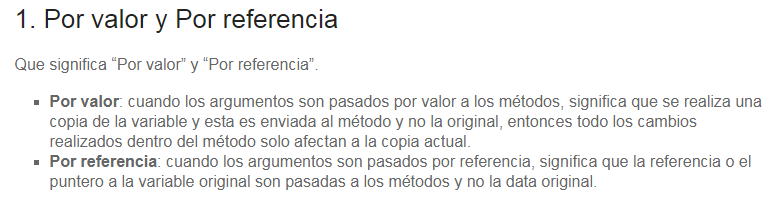 1. Por valor y Por referencia
Que significa “Por valor” y “Por referencia”.
▪ Por valor: cuando los argumentos son pasados por valor a los métodos, significa que se realiza una
copia de la variable y esta es enviada al método y no la original, entonces todo los cambios
realizados dentro del método solo afectan a la copia actual.
▪ Por referencia: cuando los argumentos son pasados por referencia, significa que la referencia o el
puntero a la variable original son pasadas a los métodos y no la data original.